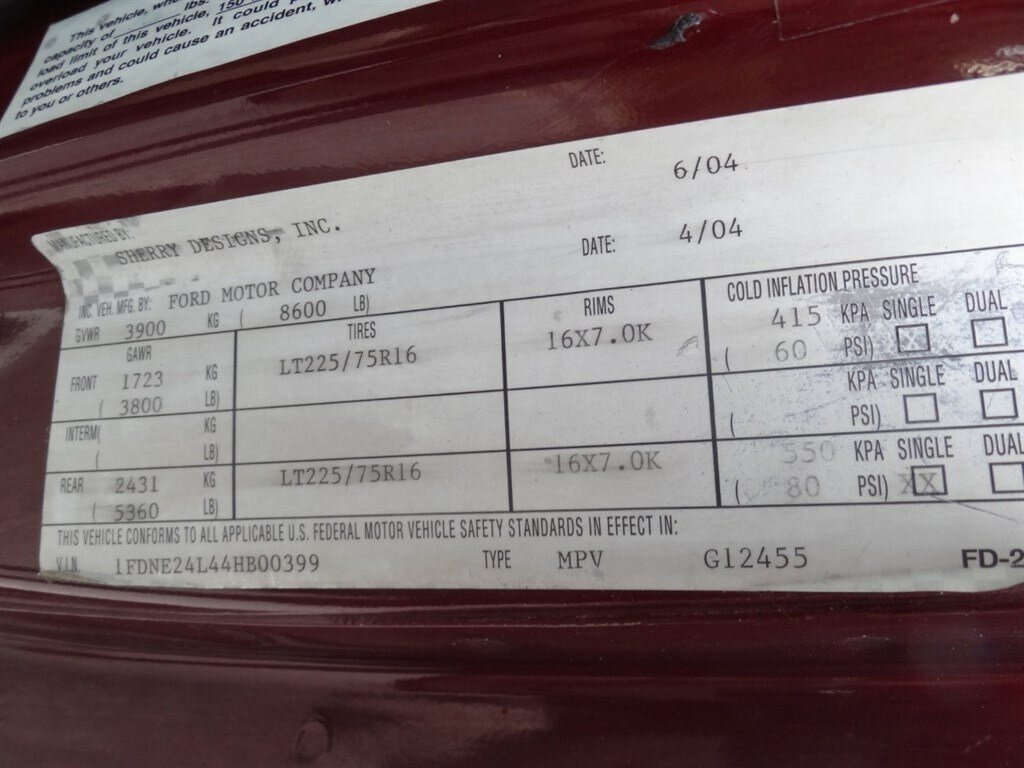 This vehicle,
capacity of lbs.
load limit of this vehicle, 150
overload your vehicle. It could
problems and could cause an accident,
to you or others.
MANUFACTURED BY: SHERRY DESIGNS, INC. DATE: 6/04
INC. VEH. MFG. BY: FORD MOTOR COMPANY DATE: 4/04
GVWR 3900 KG ( 8600 LB)
GAWR TIRES RIMS COLD INFLATION PRESSURE
FRONT 1723 KG LT225/75R16 16X7.0K 415 KPA SINGLE DUAL
( 3800 LB) ( 60 PSI)
INTERM( KG KPA SINGLE DUAL
( LB) ( PSI)
REAR 2431 KG LT225/75R16 16X7.0K 550 KPA SINGLE DUAL
( 5360 LB) ( 80 PSI) XX
THIS VEHICLE CONFORMS TO ALL APPLICABLE U.S. FEDERAL MOTOR VEHICLE SAFETY STANDARDS IN EFFECT IN:
V.I.N. 1FDNE24L44HB00399 TYPE MPV G12455 FD-2